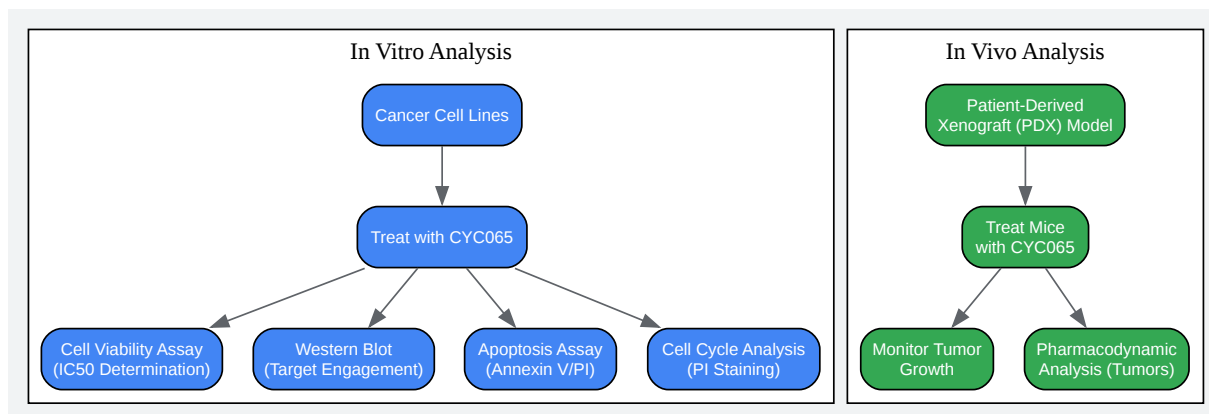 In Vitro Analysis
Cancer Cell Lines
Treat with CYC065
Cell Viability Assay
(IC50 Determination)
Western Blot
(Target Engagement)
Apoptosis Assay
(Annexin V/PI)
Cell Cycle Analysis
(PI Staining)
In Vivo Analysis
Patient-Derived
Xenograft (PDX) Model
Treat Mice
with CYC065
Monitor Tumor
Growth
Pharmacodynamic
Analysis (Tumors)